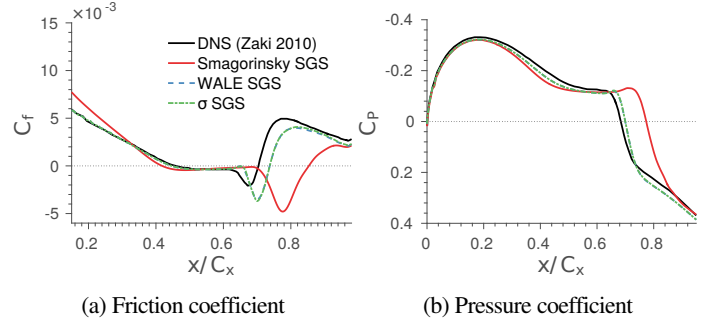 × 10⁻³
15
10
5
0
-5
C_f
DNS (Zaki 2010)
Smagorinsky SGS
WALE SGS
σ SGS
0.2 0.4 0.6 0.8
x/C_x
(a) Friction coefficient
-0.4
-0.2
0
0.2
0.4
C_P
0 0.2 0.4 0.6 0.8
x/C_x
(b) Pressure coefficient